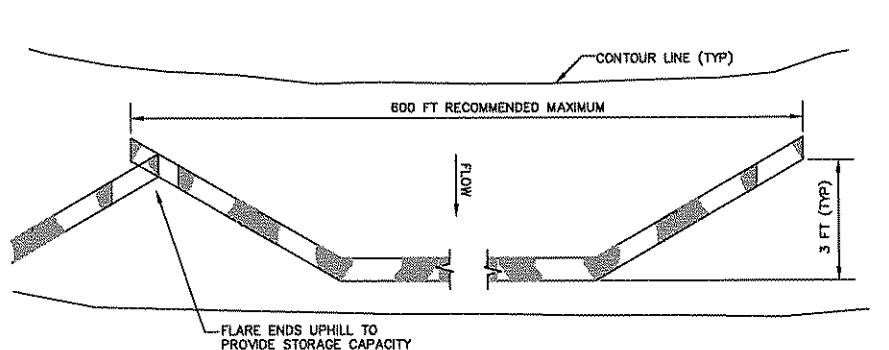 CONTOUR LINE (TYP)
600 FT RECOMMENDED MAXIMUM
FLOW
3 FT (TYP)
FLARE ENDS UPHILL TO
PROVIDE STORAGE CAPACITY